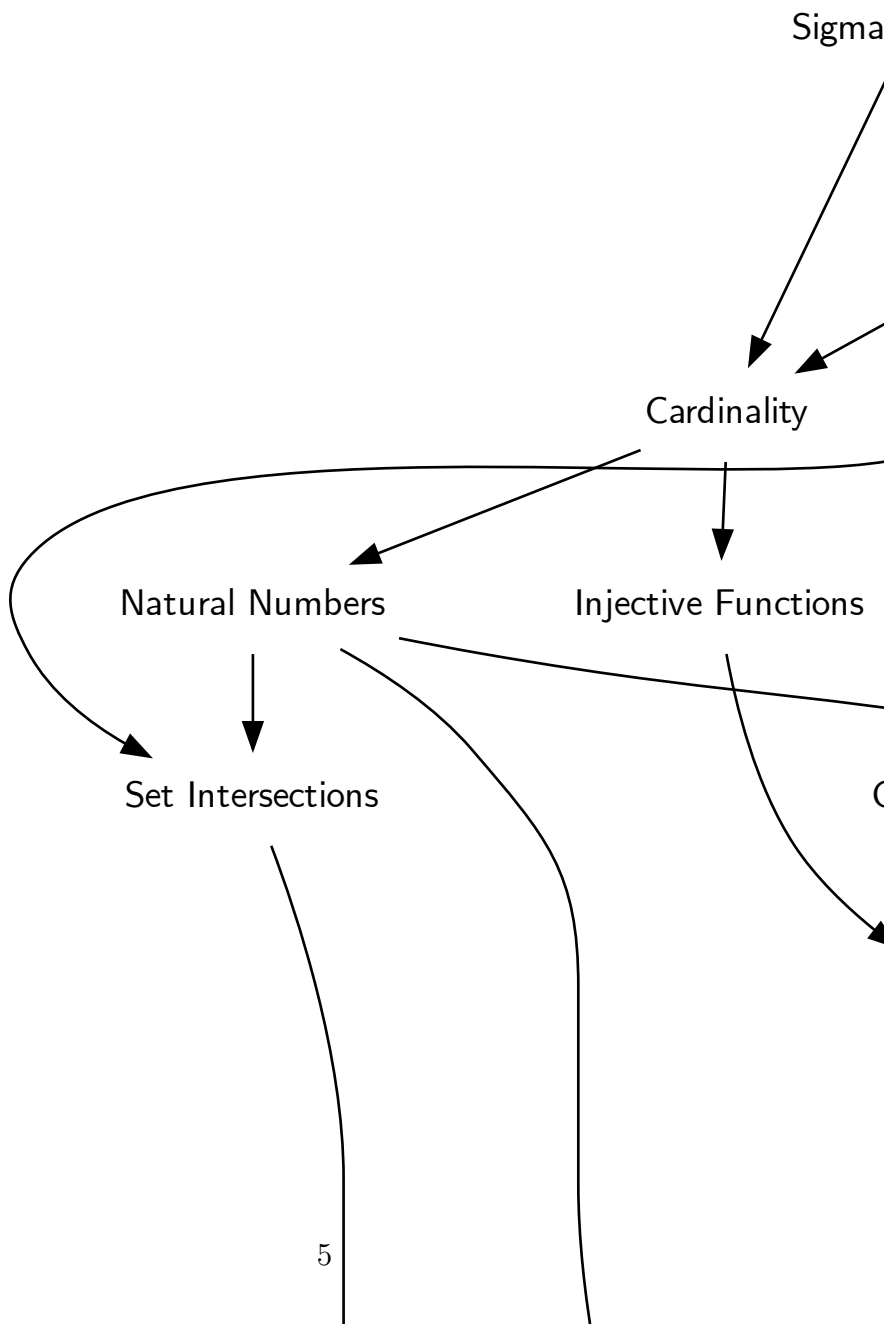 Sigma
Cardinality
Natural Numbers
Injective Functions
Set Intersections
5